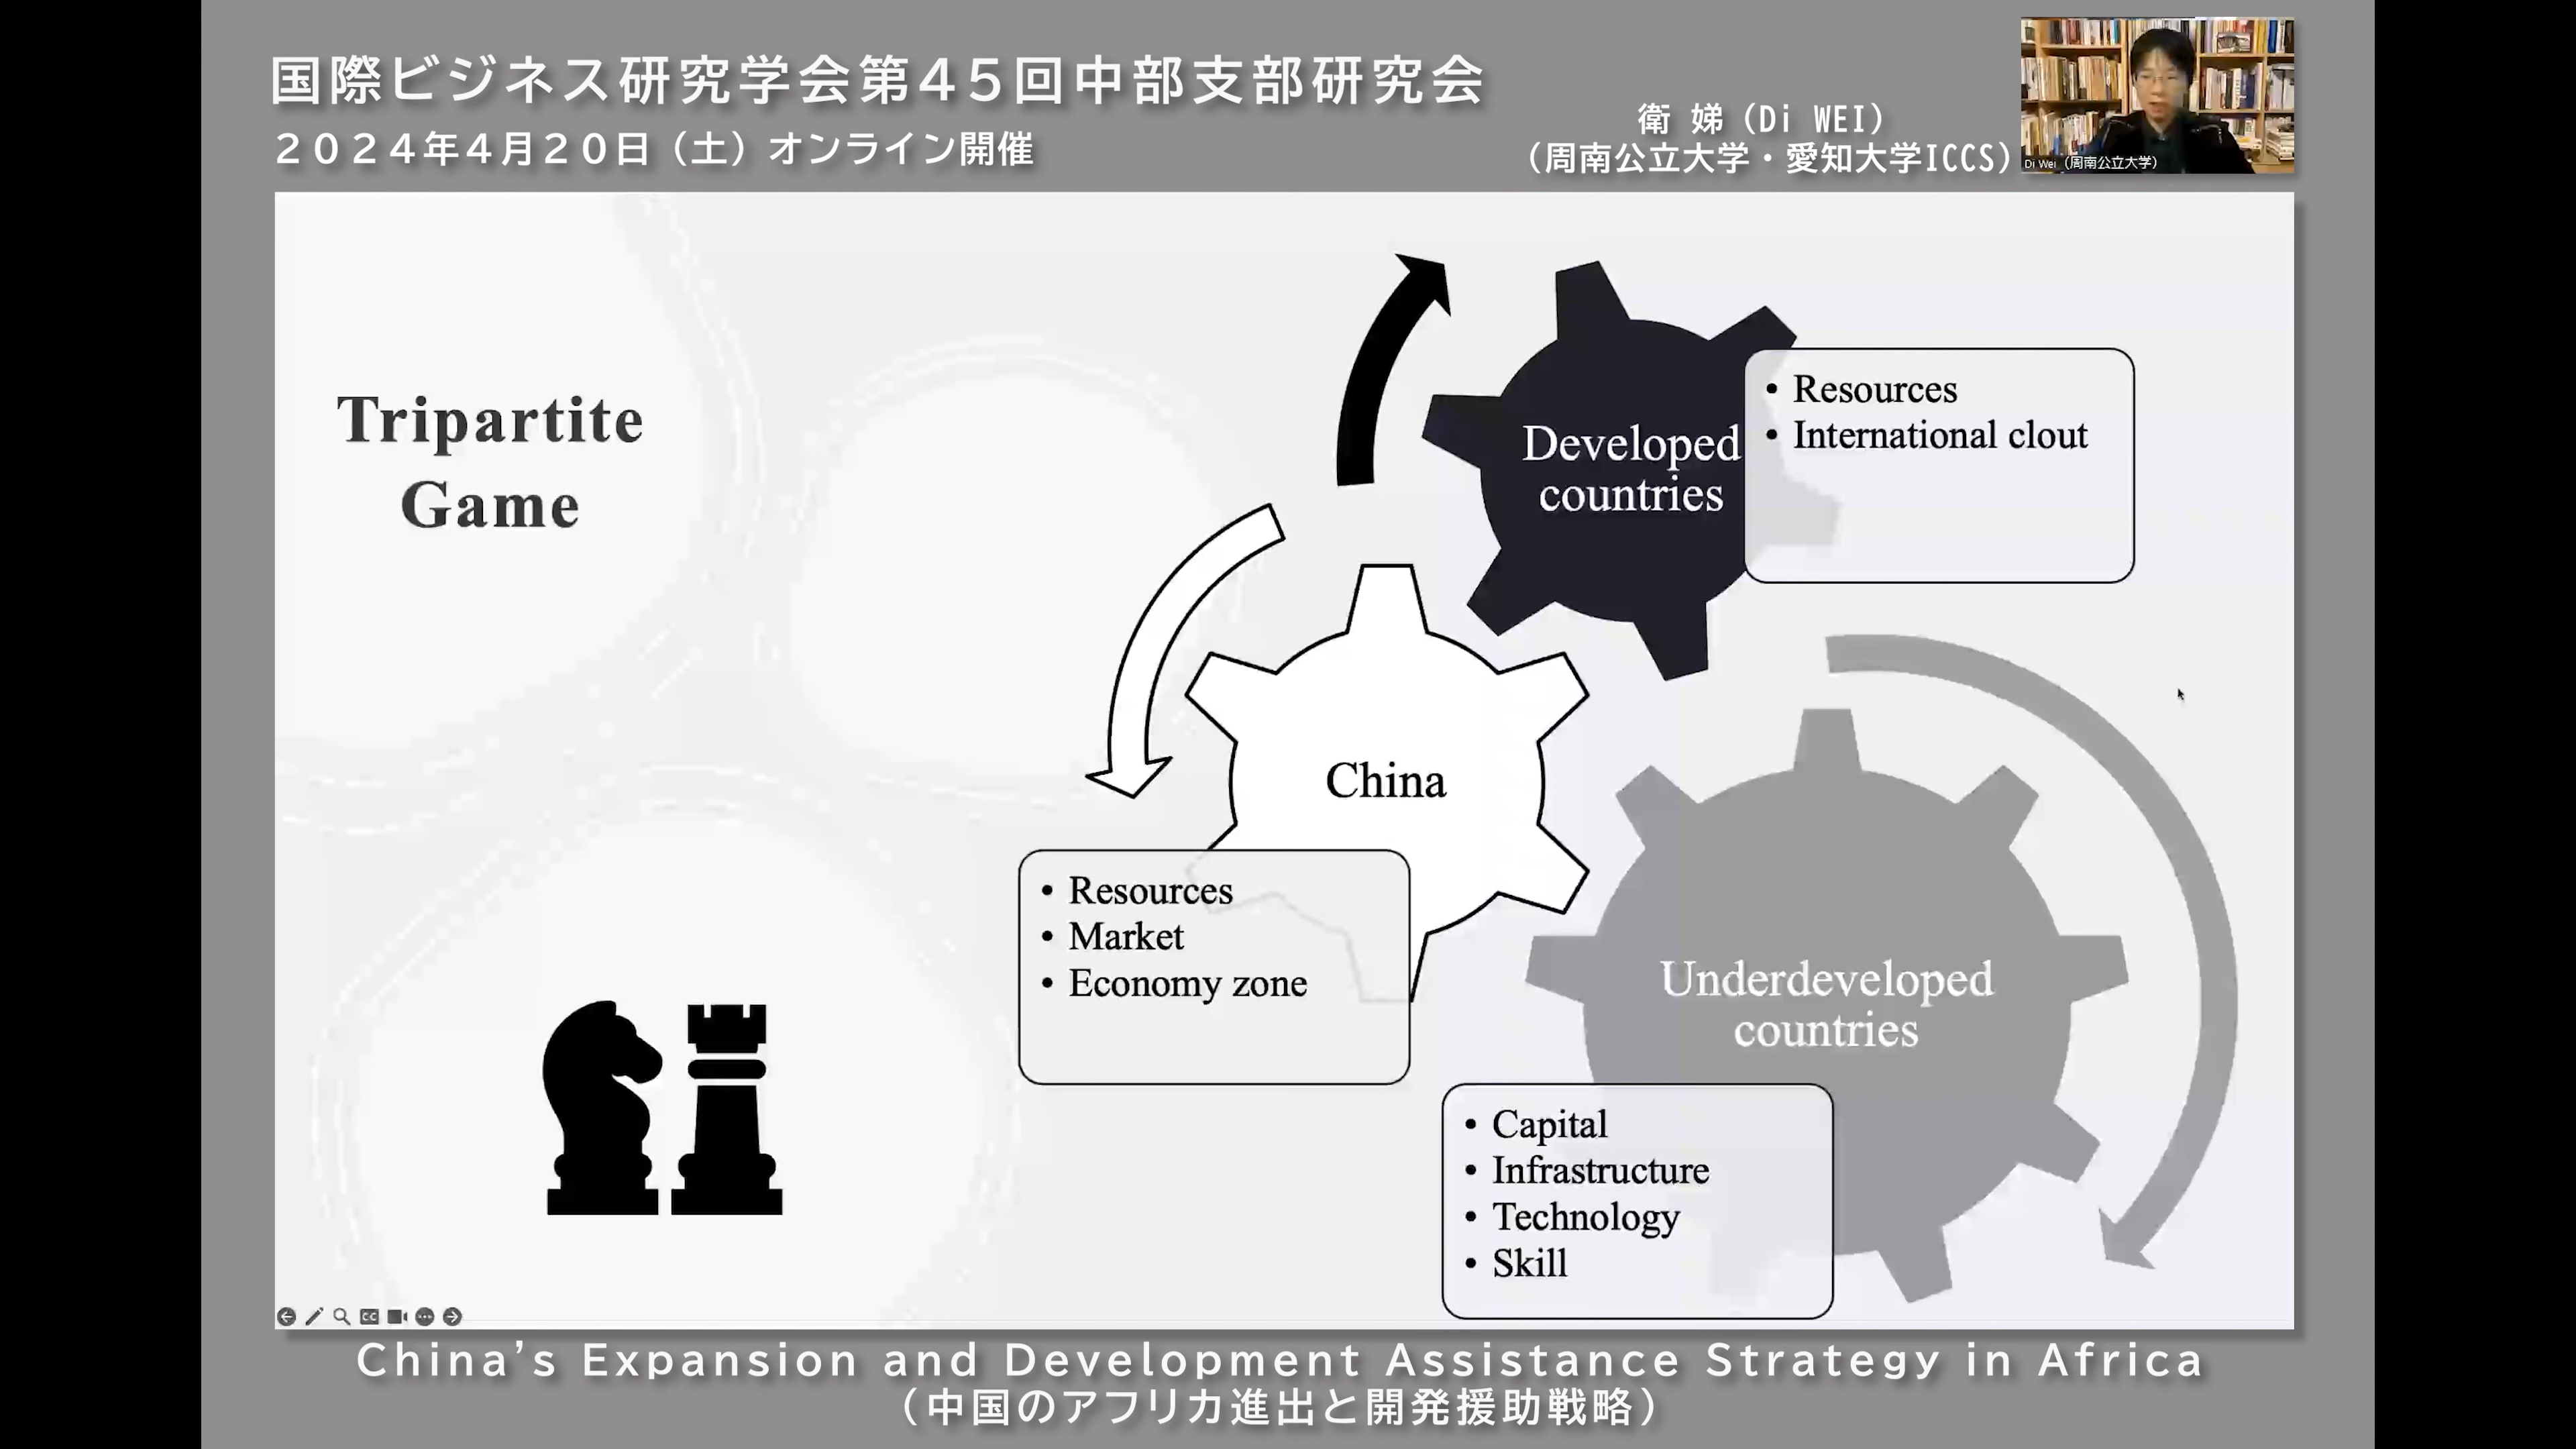 国際ビジネス研究学会第45回中部支部研究会
2024年4月20日（土）オンライン開催
衛 娣（Di WEI）
（周南公立大学・愛知大学ICCS）
Di Wei（周南公立大学）
Tripartite
Game
Developed
countries
• Resources
• International clout
China
• Resources
• Market
• Economy zone
Underdeveloped
countries
• Capital
• Infrastructure
• Technology
• Skill
CC
China’s Expansion and Development Assistance Strategy in Africa
（中国のアフリカ進出と開発援助戦略）